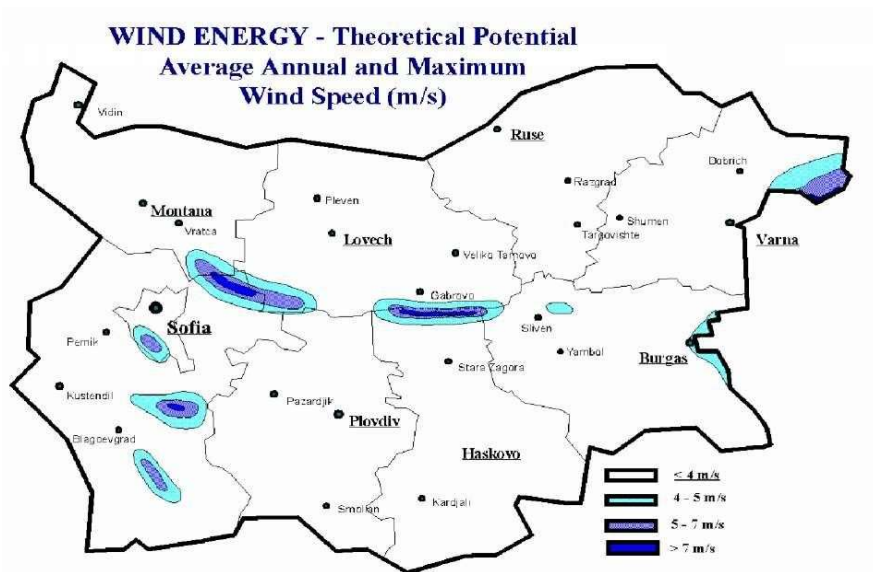 WIND ENERGY - Theoretical Potential
Average Annual and Maximum
Wind Speed (m/s)
Vidin
Ruse
Dobrich
Razgrad
Pleven
Montana
Shumen
Vratca
Lovech
Targovishte
Varna
Veliko Tarnovo
Gabrovo
Sofia
Sliven
Pernik
Yambol
Burgas
Stara Zagora
Kustendil
Pazardjik
Plovdiv
Blagoevgrad
Haskovo
< 4 m/s
4 - 5 m/s
Smolian
Kardjali
5 - 7 m/s
> 7 m/s